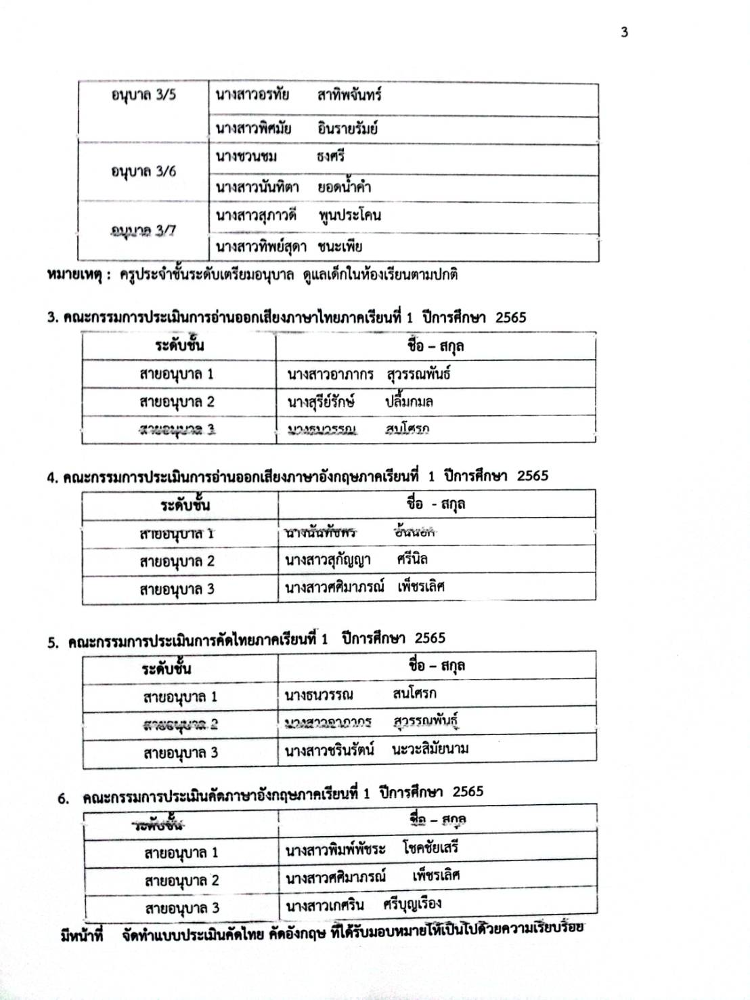 3
อนุบาล 3/5 นางสาวอรทัย สาทิพจันทร์
นางสาวพิศมัย อินรายรัมย์
อนุบาล 3/6 นางชวนชม ธงศรี
นางสาวนันทิตา ยอดน้ำคำ
อนุบาล 3/7 นางสาวสุภาวดี พูนประโคน
นางสาวทิพย์สุดา ชนะเพีย
หมายเหตุ : ครูประจำชั้นระดับเตรียมอนุบาล ดูแลเด็กในห้องเรียนตามปกติ
3. คณะกรรมการประเมินการอ่านออกเสียงภาษาไทยภาคเรียนที่ 1 ปีการศึกษา 2565
ระดับชั้น ชื่อ – สกุล
สายอนุบาล 1 นางสาวอาภากร สุวรรณพันธ์
สายอนุบาล 2 นางสุรีย์รักษ์ ปลื้มกมล
สายอนุบาล 3 นางธนวรรณ สนโศรก
4. คณะกรรมการประเมินการอ่านออกเสียงภาษาอังกฤษภาคเรียนที่ 1 ปีการศึกษา 2565
ระดับชั้น ชื่อ - สกุล
สายอนุบาล 1 นางนันทัชพร
สายอนุบาล 2 นางสาวสุกัญญา ศรีนิล
สายอนุบาล 3 นางสาวศศิมาภรณ์ เพ็ชรเลิศ
5. คณะกรรมการประเมินการคัดไทยภาคเรียนที่ 1 ปีการศึกษา 2565
ระดับชั้น ชื่อ – สกุล
สายอนุบาล 1 นางธนวรรณ สนโศรก
สายอนุบาล 2 นางสาวอาภากร สุวรรณพันธุ์
สายอนุบาล 3 นางสาวชรินรัตน์ นะวะสิมัยนาม
6. คณะกรรมการประเมินคัดภาษาอังกฤษภาคเรียนที่ 1 ปีการศึกษา 2565
ระดับชั้น ชื่อ – สกุล
สายอนุบาล 1 นางสาวพิมพ์พัชระ โชคชัยเสรี
สายอนุบาล 2 นางสาวศศิมาภรณ์ เพ็ชรเลิศ
สายอนุบาล 3 นางสาวเกศริน ศรีบุญเรือง
มีหน้าที่ จัดทำแบบประเมินคัดไทย คัดอังกฤษ ที่ได้รับมอบหมายให้เป็นไปด้วยความเรียบร้อย